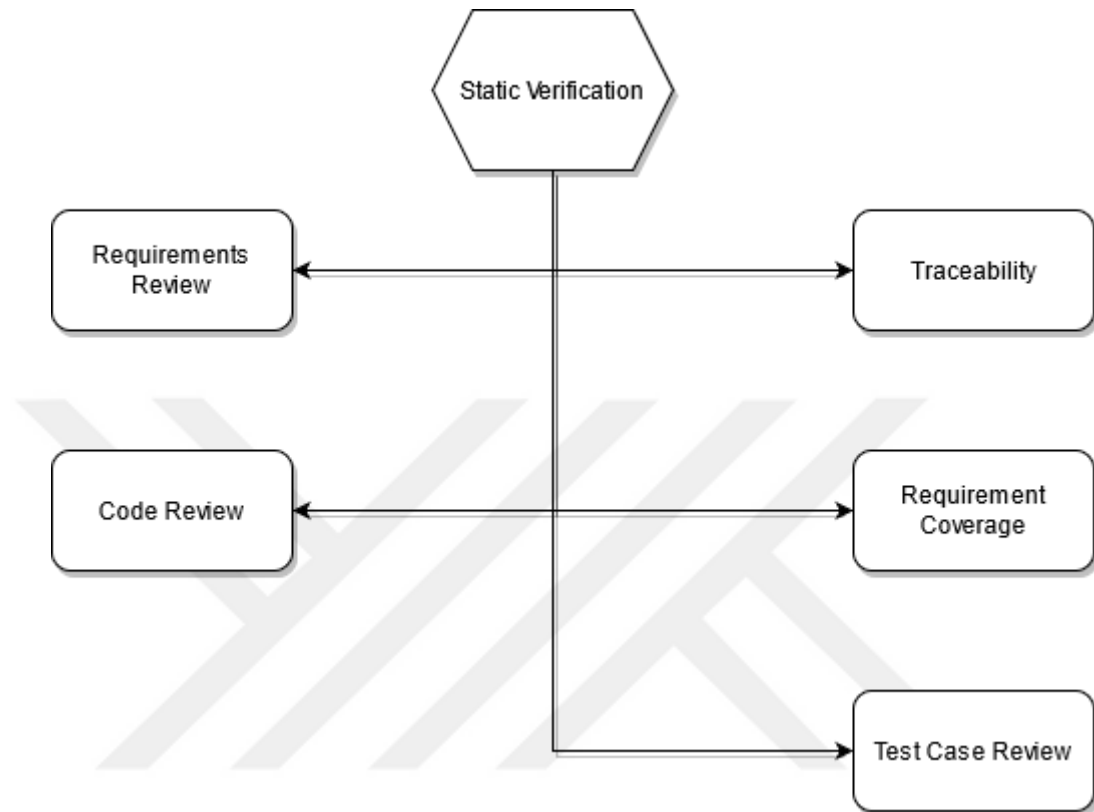 Static Verification
Requirements
Review
Traceability
Code Review
Requirement
Coverage
Test Case Review